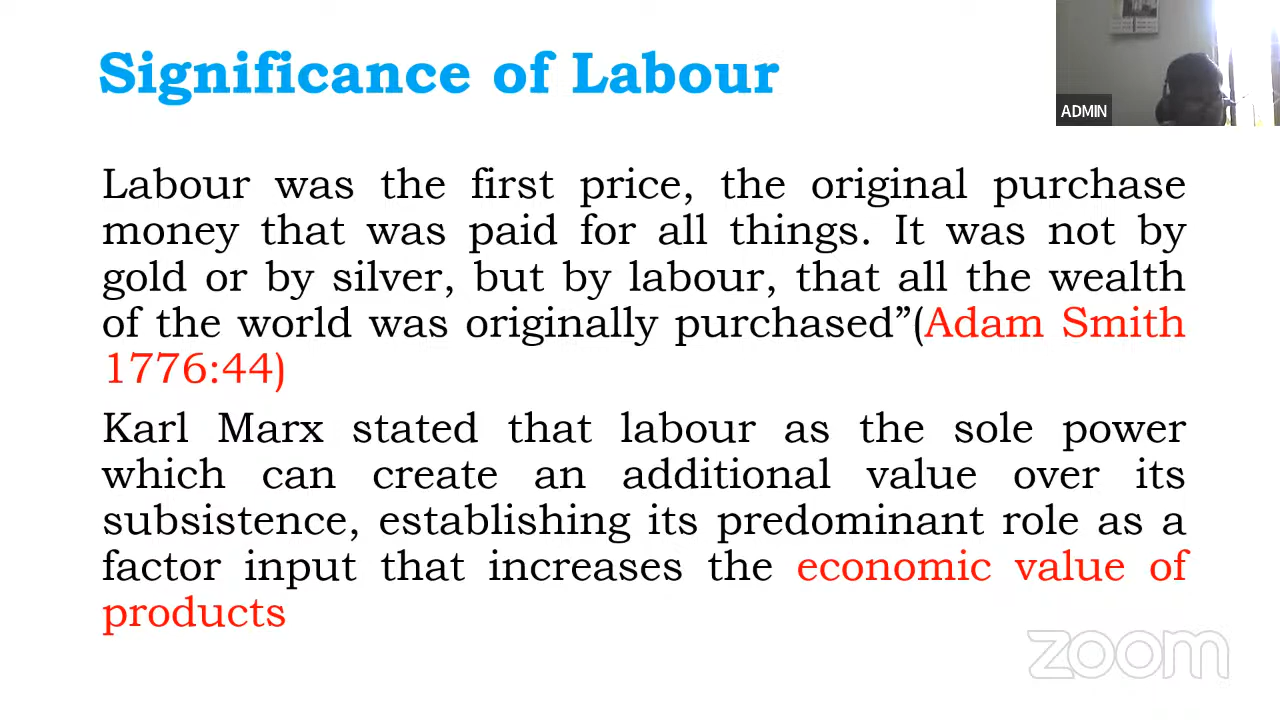 Significance of Labour
ADMIN
Labour was the first price, the original purchase
money that was paid for all things. It was not by
gold or by silver, but by labour, that all the wealth
of the world was originally purchased”(Adam Smith
1776:44)
Karl Marx stated that labour as the sole power
which can create an additional value over its
subsistence, establishing its predominant role as a
factor input that increases the economic value of
products
zoom